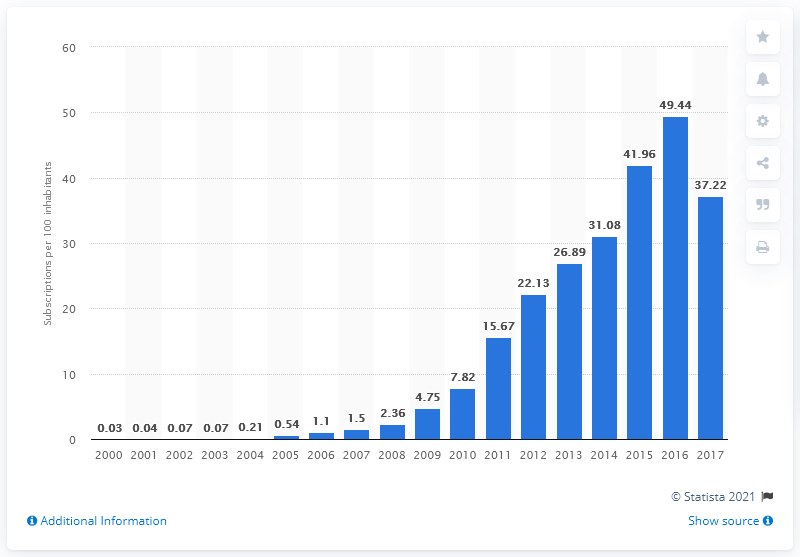 60
50
40
30
20
10
0
Subscriptions per 100 inhabitants
0.03 0.04 0.07 0.07 0.21 0.54 1.1 1.5 2.36 4.75 7.82 15.67 22.13 26.89 31.08 41.96 49.44 37.22
2000 2001 2002 2003 2004 2005 2006 2007 2008 2009 2010 2011 2012 2013 2014 2015 2016 2017
© Statista 2021
Additional Information
Show source